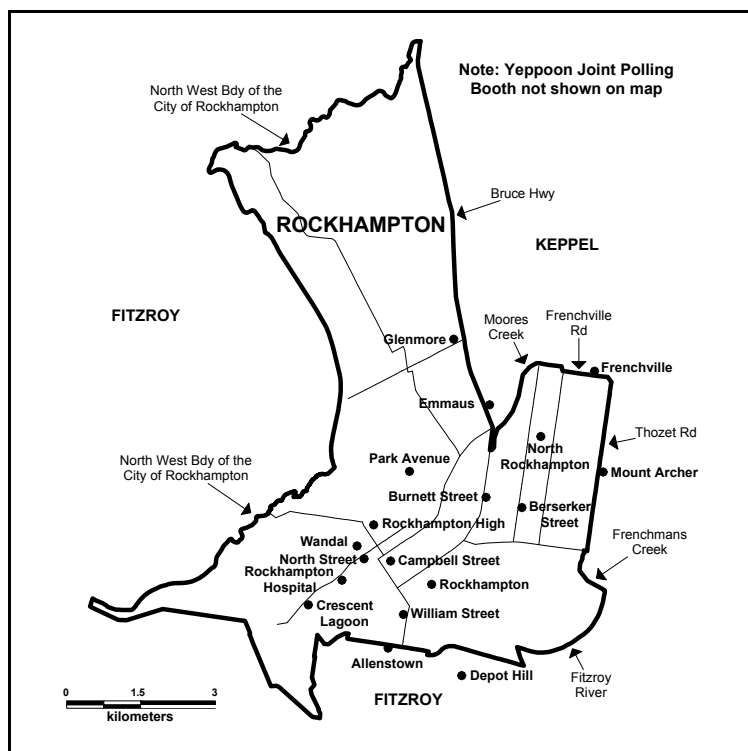 Note: Yeppoon Joint Polling
Booth not shown on map
North West Bdy of the
City of Rockhampton
Bruce Hwy
ROCKHAMPTON
KEPPEL
FITZROY
Moores
Creek
Frenchville
Rd
Glenmore
Frenchville
Emmaus
Thozet Rd
North West Bdy of the
City of Rockhampton
Park Avenue
North
Rockhampton
Mount Archer
Burnett Street
Berserker
Street
Rockhampton High
Frenchmans
Creek
Wandal
North Street
Campbell Street
Rockhampton
Hospital
Rockhampton
Crescent
Lagoon
William Street
Allenstown
Depot Hill
Fitzroy
River
FITZROY
0 1.5 3
kilometers